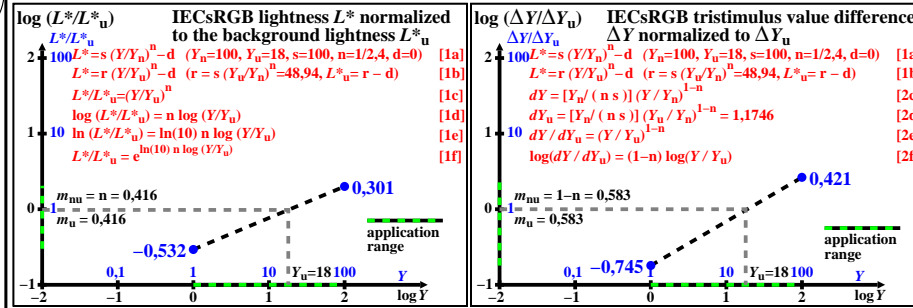 log (L*/L*u)
IECsRGB lightness L* normalized
to the background lightness L*u
L*/L*u
L*=s (Y/Yn)^n−d (Yn=100, Yu=18, s=100, n=1/2,4, d=0) [1a]
L*=r (Y/Yu)^n−d (r = s (Yu/Yn)^n=48,94, L*u = r − d) [1b]
L*/L*u=(Y/Yu)^n [1c]
log (L*/L*u) = n log (Y/Yu) [1d]
ln (L*/L*u) = ln(10) n log (Y/Yu) [1e]
L*/L*u = e^ln(10) n log (Y/Yu) [1f]
2 100
1 10
0 1
−1
mnu = n = 0,416
mu = 0,416
0,301
−0,532
application
range
Yu=18
0,1 1 10 100 Y
−2 −1 0 1 2 log Y
log (ΔY/ΔYu)
IECsRGB tristimulus value difference
ΔY normalized to ΔYu
ΔY/ΔYu
L*=s (Y/Yn)^n−d (Yn=100, Yu=18, s=100, n=1/2,4, d=0) [1a
L*=r (Y/Yu)^n−d (r = s (Yu/Yn)^n=48,94, L*u = r − d) [1b
dY = [Yn/ ( n s )] (Y / Yn)^1−n [2c
dYu = [Yn/ ( n s )] (Yu / Yn)^1−n = 1,1746 [2d
dY / dYu = (Y / Yu)^1−n [2e
log(dY / dYu) = (1−n) log(Y / Yu) [2f
2 100
1 10
0 1
−1
mnu = 1−n = 0,583
mu = 0,583
0,421
−0,745
application
range
Yu=18
0,1 1 10 100 Y
−2 −1 0 1 2 log Y